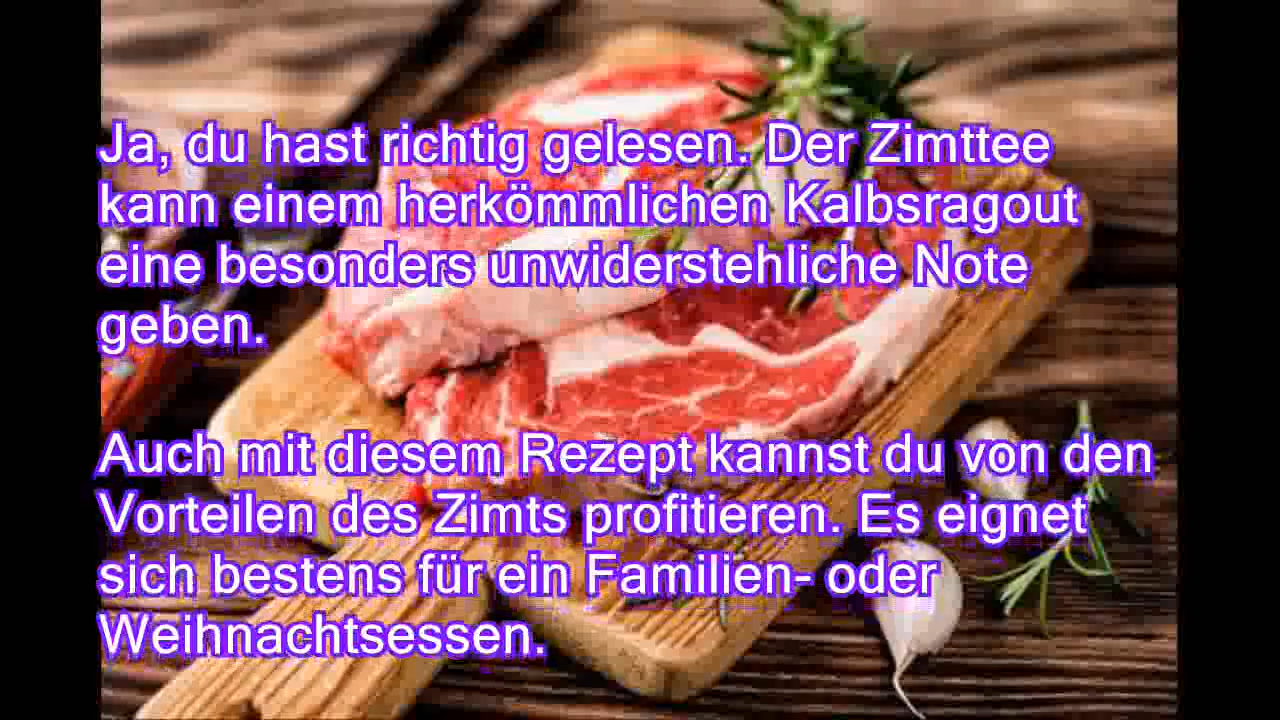 Ja, du hast richtig gelesen. Der Zimttee
kann einem herkömmlichen Kalbsragout
eine besonders unwiderstehliche Note
geben.
Auch mit diesem Rezept kannst du von den
Vorteilen des Zimts profitieren. Es eignet
sich bestens für ein Familien- oder
Weihnachtsessen.